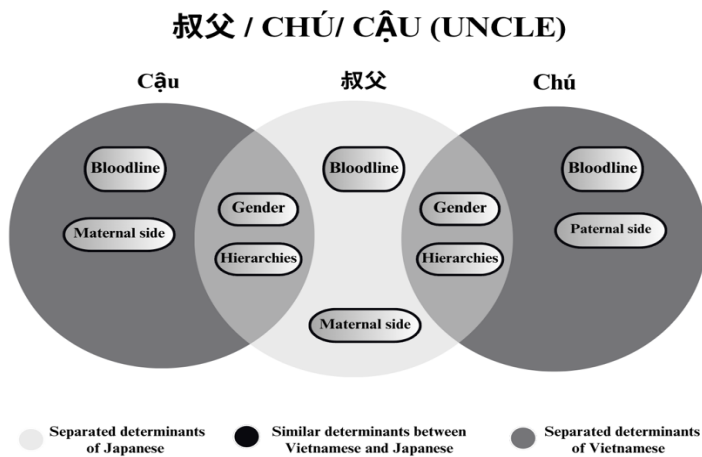 叔父 / CHÚ/ CẬU (UNCLE)
Cậu
叔父
Chú
Bloodline
Bloodline
Bloodline
Gender
Gender
Maternal side
Paternal side
Hierarchies
Hierarchies
Maternal side
Separated determinants
of Japanese
Similar determinants between
Vietnamese and Japanese
Separated determinants
of Vietnamese